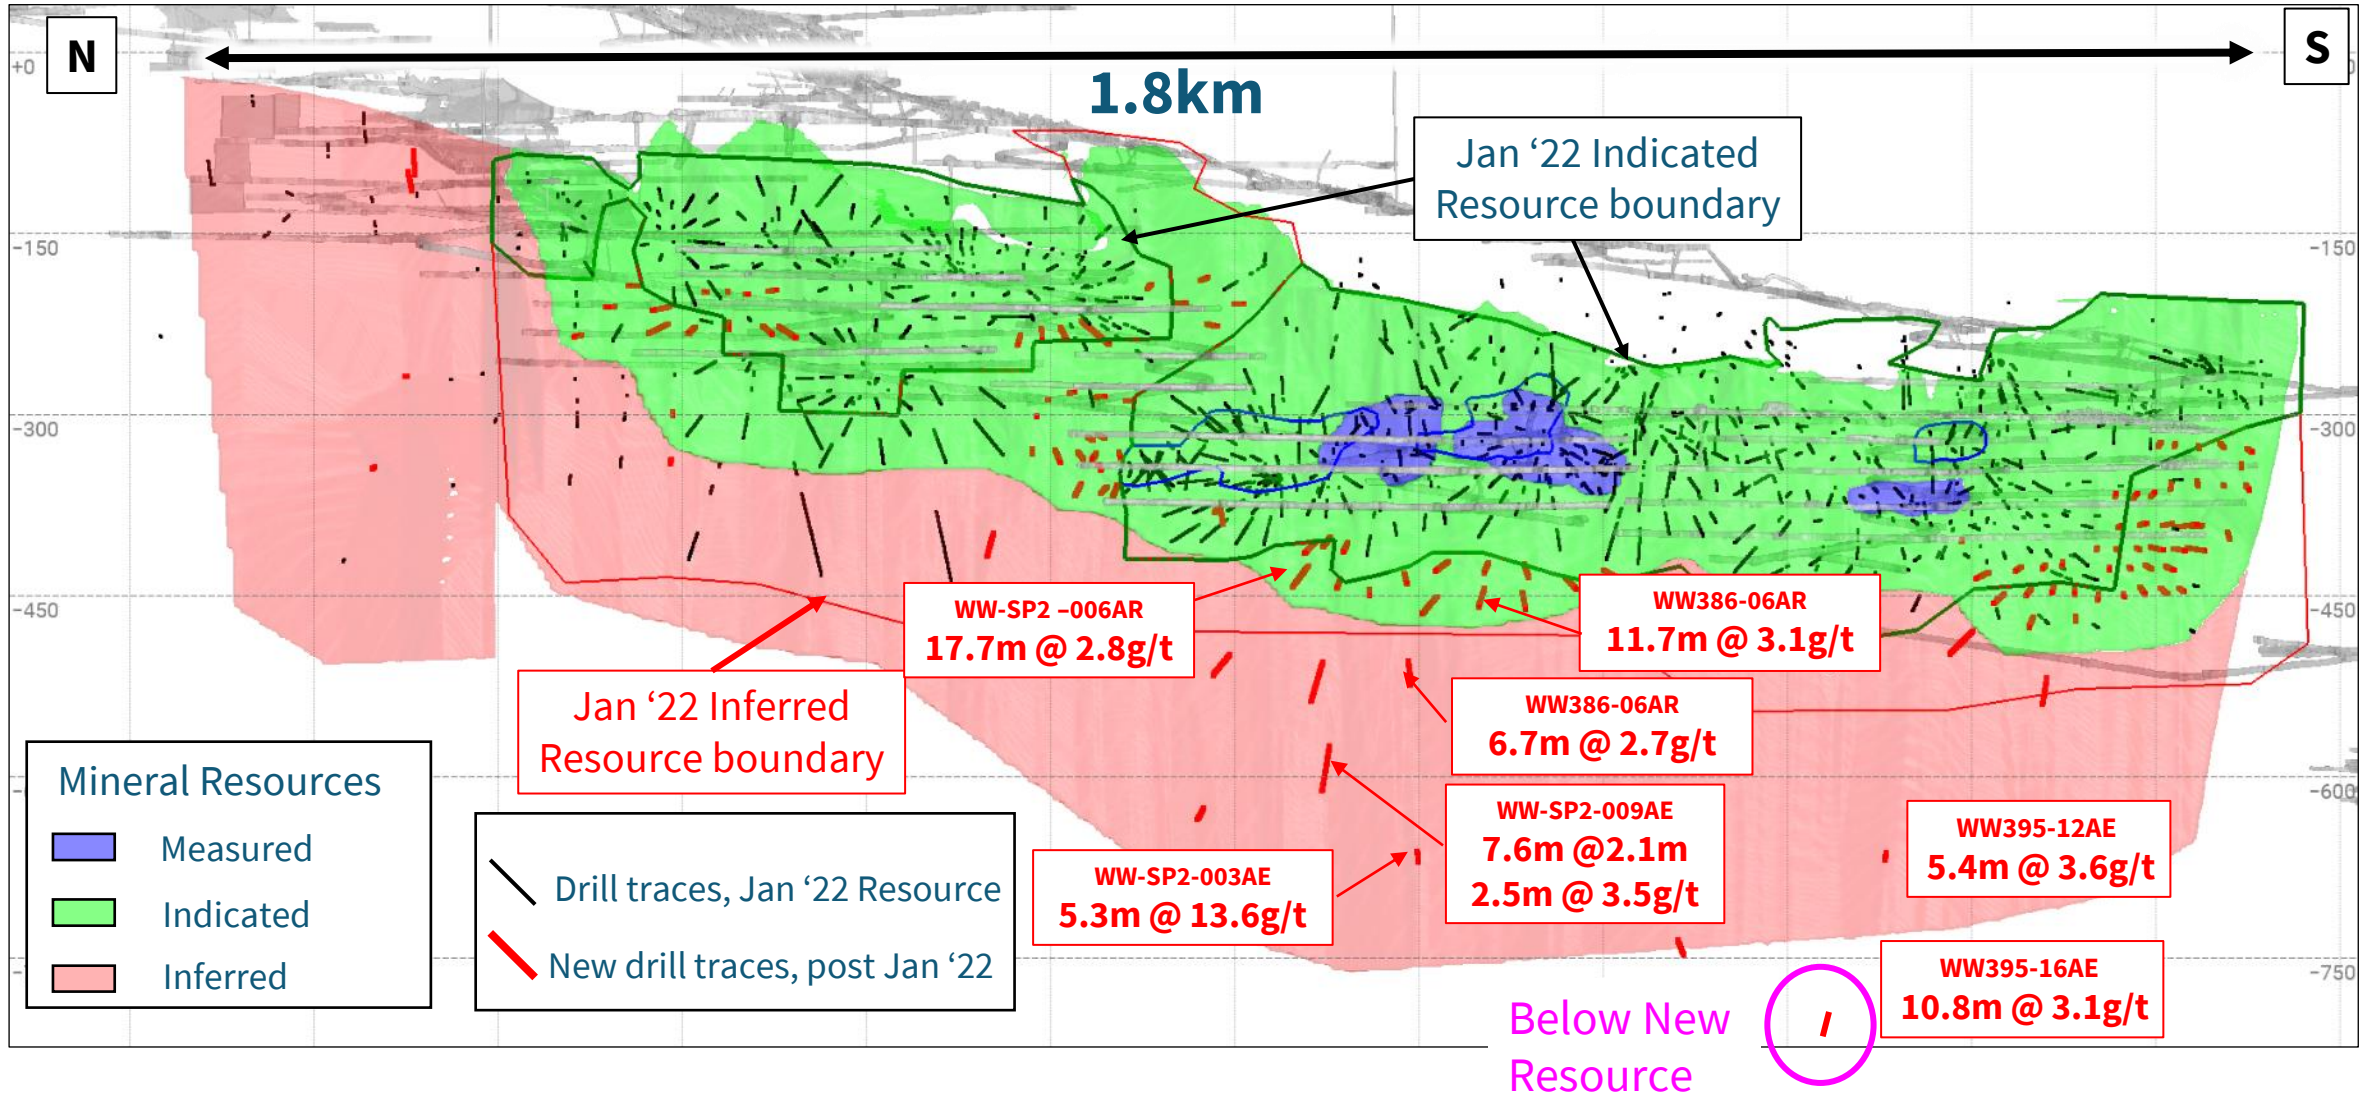 N
S
1.8km
+0
0
Jan ‘22 Indicated
Resource boundary
-150
-150
-300
-300
-450
-450
WW-SP2 –006AR
17.7m @ 2.8g/t
WW386-06AR
11.7m @ 3.1g/t
Jan ‘22 Inferred
Resource boundary
WW386-06AR
6.7m @ 2.7g/t
-600
WW-SP2-009AE
7.6m @2.1m
2.5m @ 3.5g/t
WW395-12AE
5.4m @ 3.6g/t
WW-SP2-003AE
5.3m @ 13.6g/t
Mineral Resources
Measured
Indicated
Inferred
Drill traces, Jan ‘22 Resource
New drill traces, post Jan ‘22
WW395-16AE
10.8m @ 3.1g/t
-750
Below New
Resource